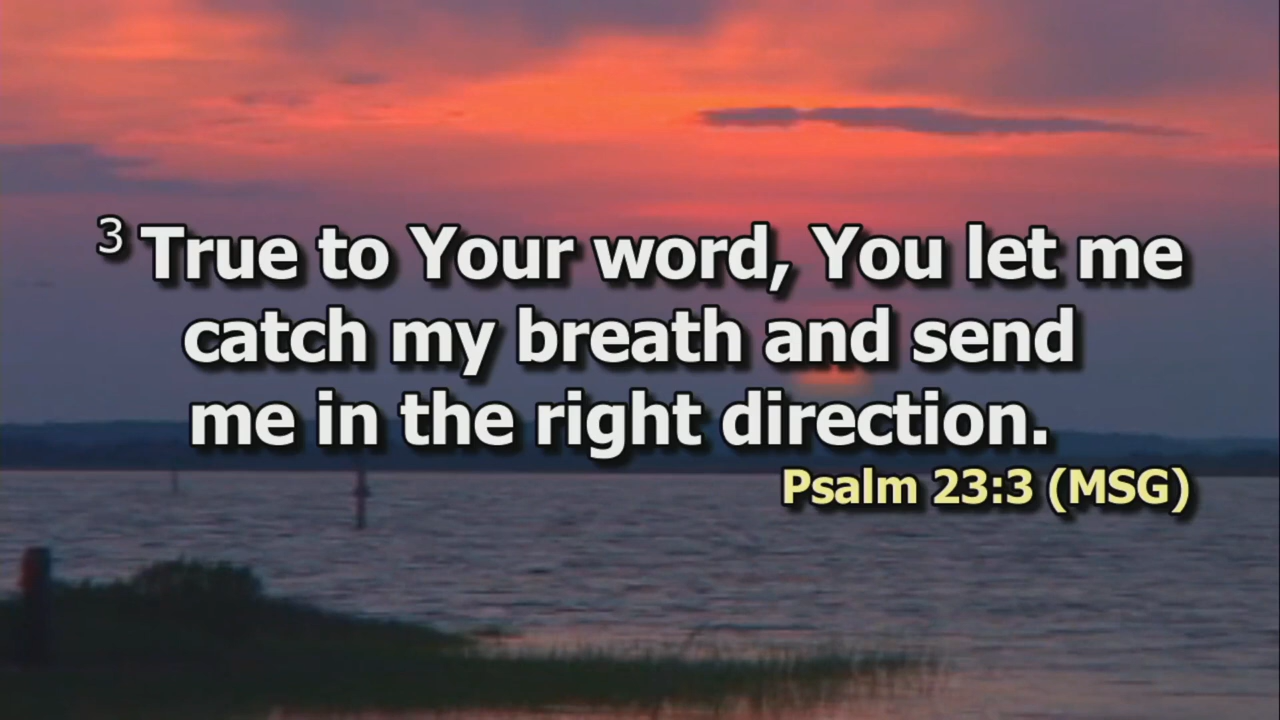 3 True to Your word, You let me
catch my breath and send
me in the right direction.
Psalm 23:3 (MSG)